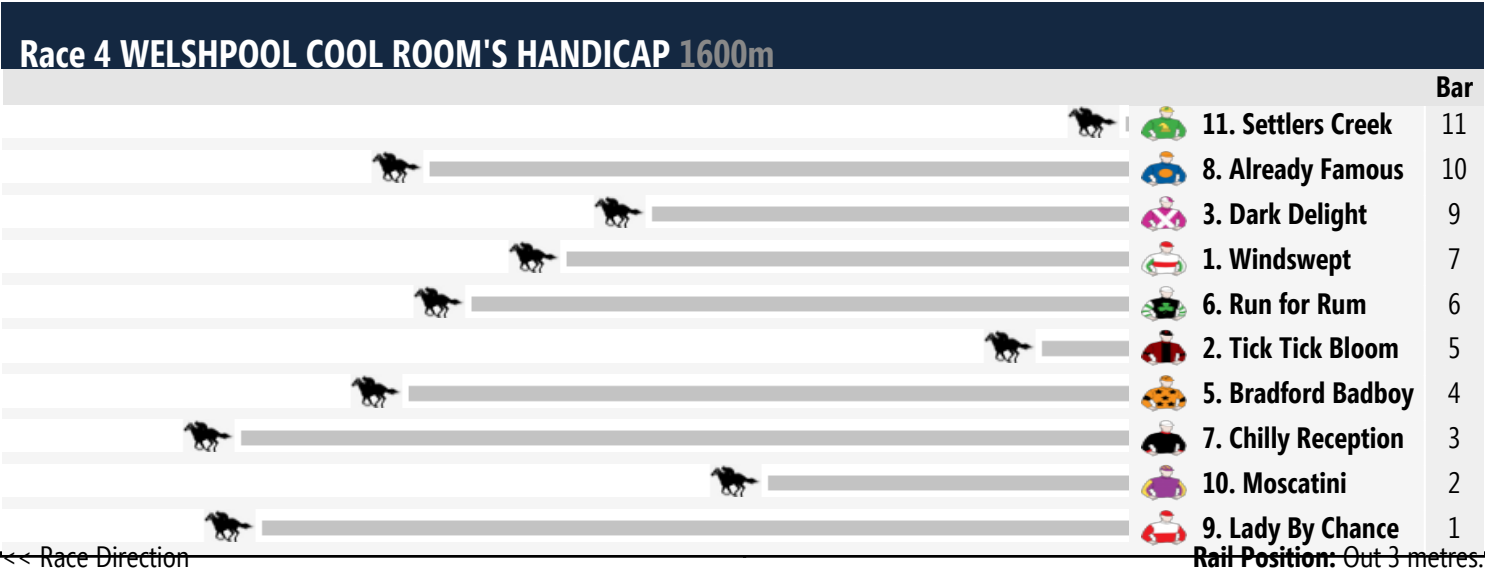 Race 4 WELSHPOOL COOL ROOM'S HANDICAP 1600m
Bar
11. Settlers Creek 11
8. Already Famous 10
3. Dark Delight 9
1. Windswept 7
6. Run for Rum 6
2. Tick Tick Bloom 5
5. Bradford Badboy 4
7. Chilly Reception 3
10. Moscatini 2
9. Lady By Chance 1
<< Race Direction Rail Position: Out 3 metres.